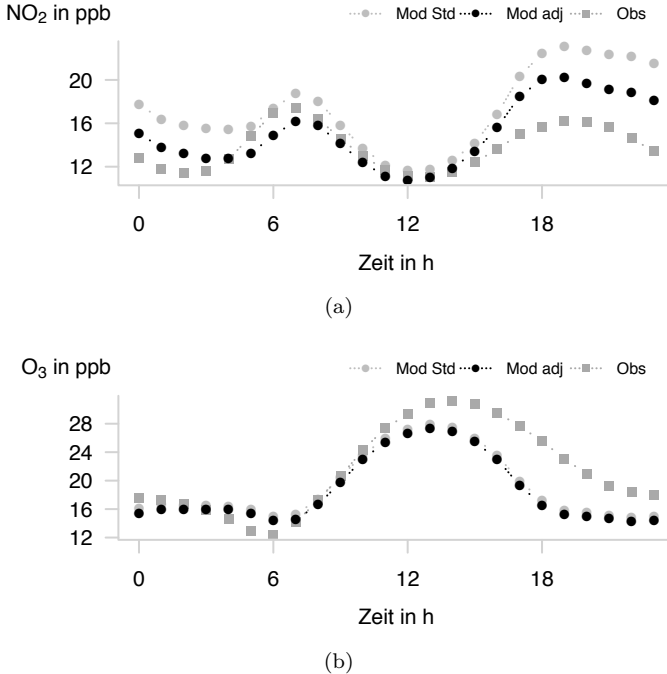 NO₂ in ppb
Mod Std Mod adj Obs
20
16
12
0 6 12 18
Zeit in h
(a)
O₃ in ppb
Mod Std Mod adj Obs
28
24
20
16
12
0 6 12 18
Zeit in h
(b)